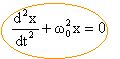 d²x/dt² + ω₀²x = 0